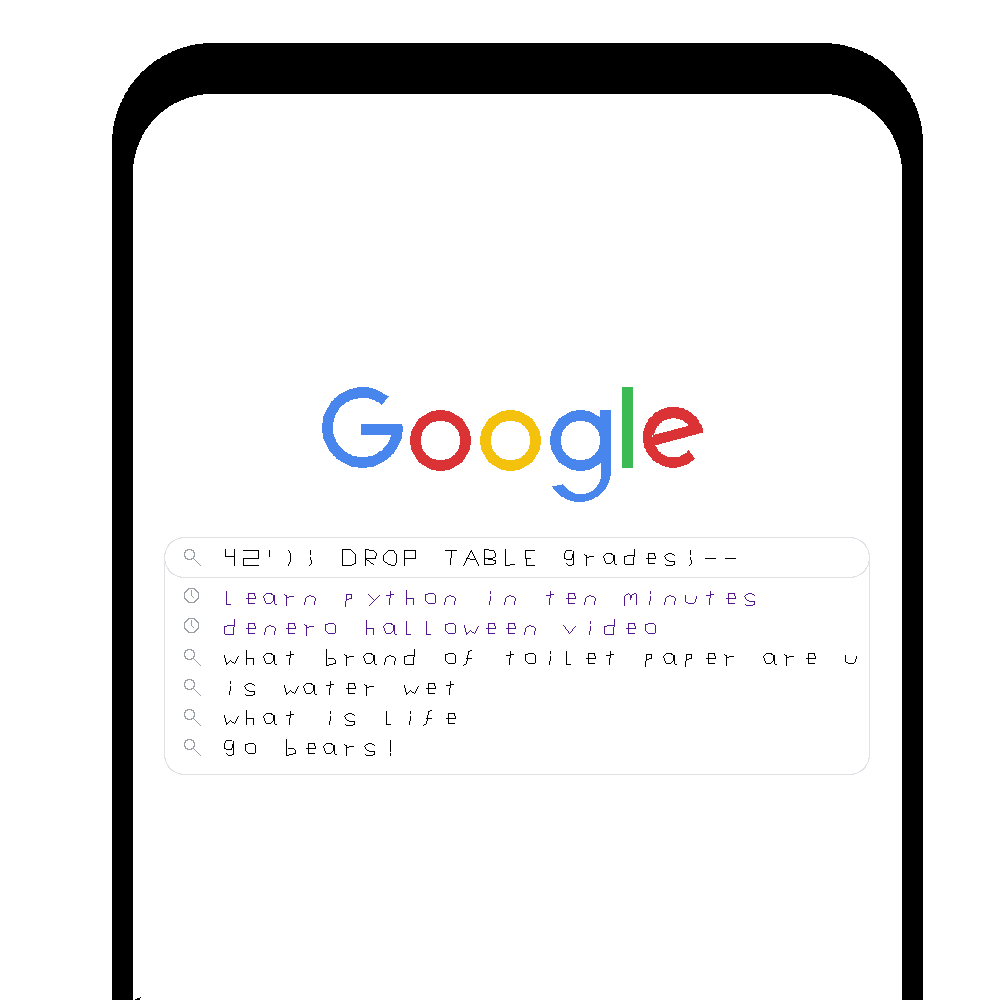 Google
42'); DROP TABLE grades;--
learn python in ten minutes
denero halloween video
what brand of toilet paper are u
is water wet
what is life
go bears!